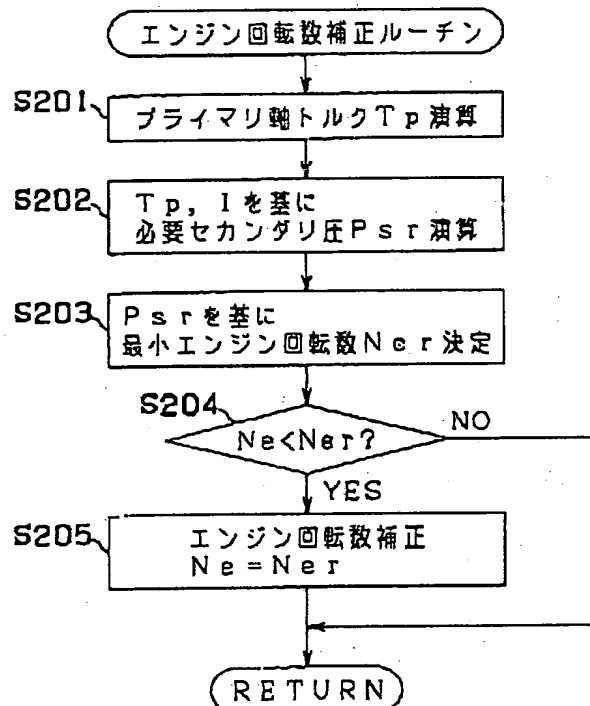 エンジン回転数補正ルーチン
S201
プライマリ軸トルクTp演算
S202
Tp, Iを基に
必要セカンダリ圧Psr演算
S203
Psrを基に
最小エンジン回転数Ner決定
S204
Ne<Ner?
NO
YES
S205
エンジン回転数補正
Ne=Ner
RETURN